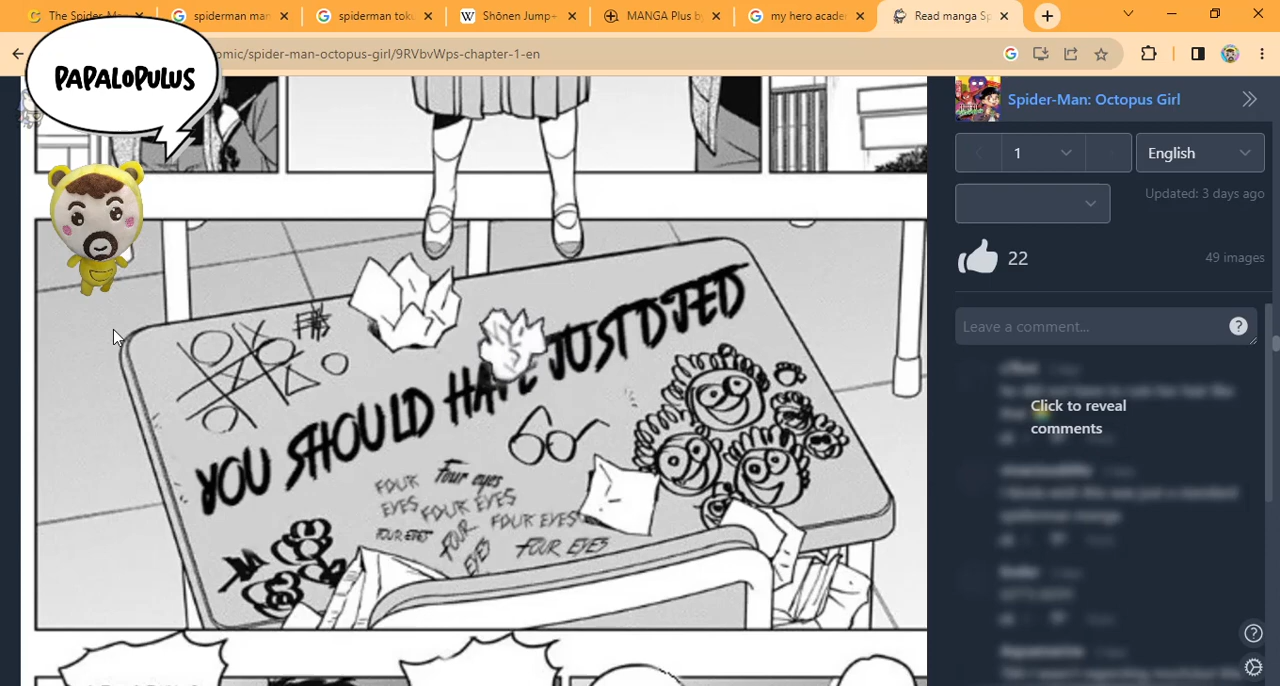 The Spider-Man
spiderman man
spiderman toku
Shōnen Jump+
MANGA Plus by
my hero acader
Read manga Sp
omic/spider-man-octopus-girl/9RVbvWps-chapter-1-en
PAPALOPULUS
Spider-Man: Octopus Girl
1
English
Updated: 3 days ago
22
49 images
Leave a comment...
Click to reveal
comments
YOU SHOULD HAVE JUST DJED
Four eyes
FOUR
EYES
FOUR EYES
FOUR EYES
FOUR EYES
FOUR
EYES
FOUR EYES